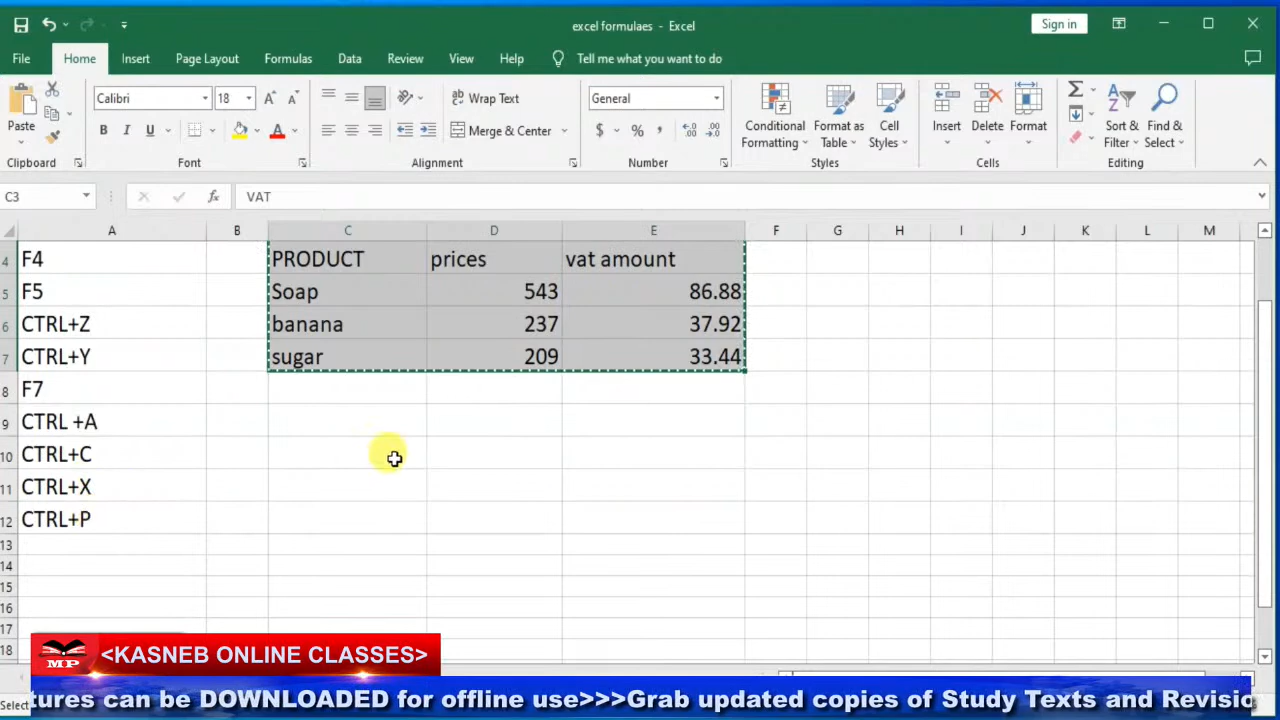 excel formulaes - Excel
Sign in
File
Home
Insert
Page Layout
Formulas
Data
Review
View
Help
Tell me what you want to do
Paste
Calibri
18
A
A
B
I
U
A
Wrap Text
Merge & Center
General
$
%
,
Conditional
Formatting
Format as
Table
Cell
Styles
Insert
Delete
Format
Sort &
Filter
Find &
Select
Clipboard
Font
Alignment
Number
Styles
Cells
Editing
C3
fx
VAT
A
B
C
D
E
F
G
H
I
J
K
L
M
4
F4
PRODUCT
prices
vat amount
5
F5
Soap
543
86.88
6
CTRL+Z
banana
237
37.92
7
CTRL+Y
sugar
209
33.44
8
F7
9
CTRL +A
10
CTRL+C
11
CTRL+X
12
CTRL+P
13
14
15
16
17
18
MP
<KASNEB ONLINE CLASSES>
tures can be DOWNLOADED for offline use>>>Grab updated copies of Study Texts and Revisio
Select